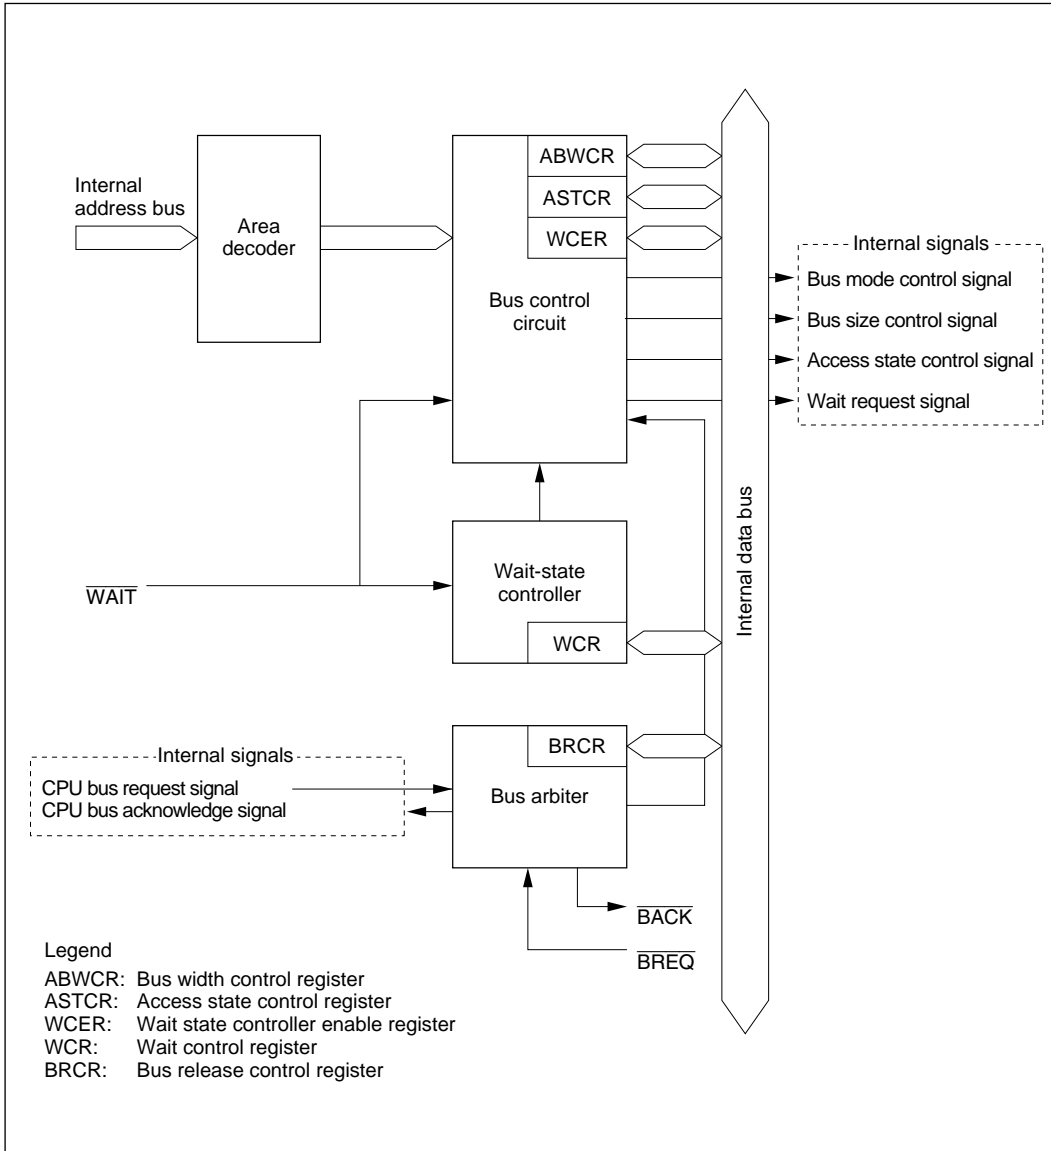 Internal
address bus
Area
decoder
ABWCR
ASTCR
WCER
Bus control
circuit
Internal signals
Bus mode control signal
Bus size control signal
Access state control signal
Wait request signal
Internal data bus
WAIT
Wait-state
controller
WCR
Internal signals
CPU bus request signal
CPU bus acknowledge signal
BRCR
Bus arbiter
BACK
BREQ
Legend
ABWCR: Bus width control register
ASTCR: Access state control register
WCER: Wait state controller enable register
WCR: Wait control register
BRCR: Bus release control register